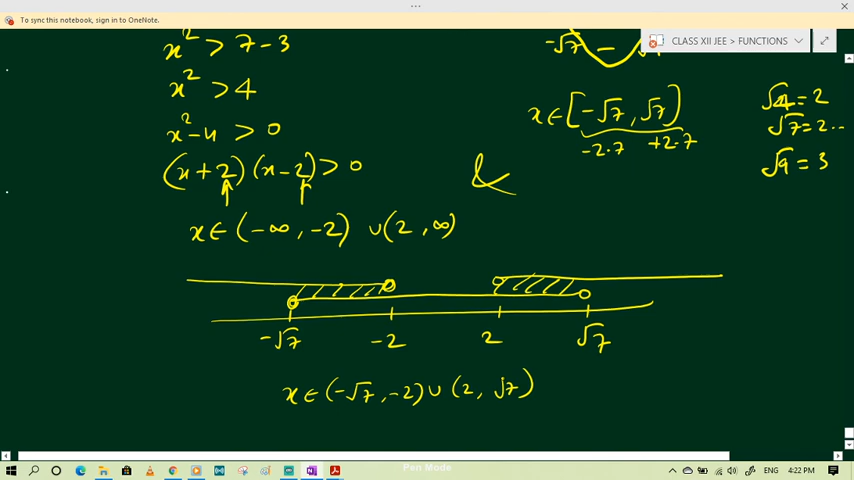 To sync this notebook, sign in to OneNote.
CLASS XII JEE > FUNCTIONS
x² > 7 - 3
x² > 4
x² - 4 > 0
(x + 2) (x - 2) > 0
x ∈ (-∞, -2) ∪ (2, ∞)
&
-√7
x ∈ [-√7, √7)
-2.7 +2.7
√4 = 2
√7 = 2...
√9 = 3
-√7 -2 2 √7
x ∈ (-√7, -2) ∪ (2, √7)
Pen Mode
ENG 4:22 PM